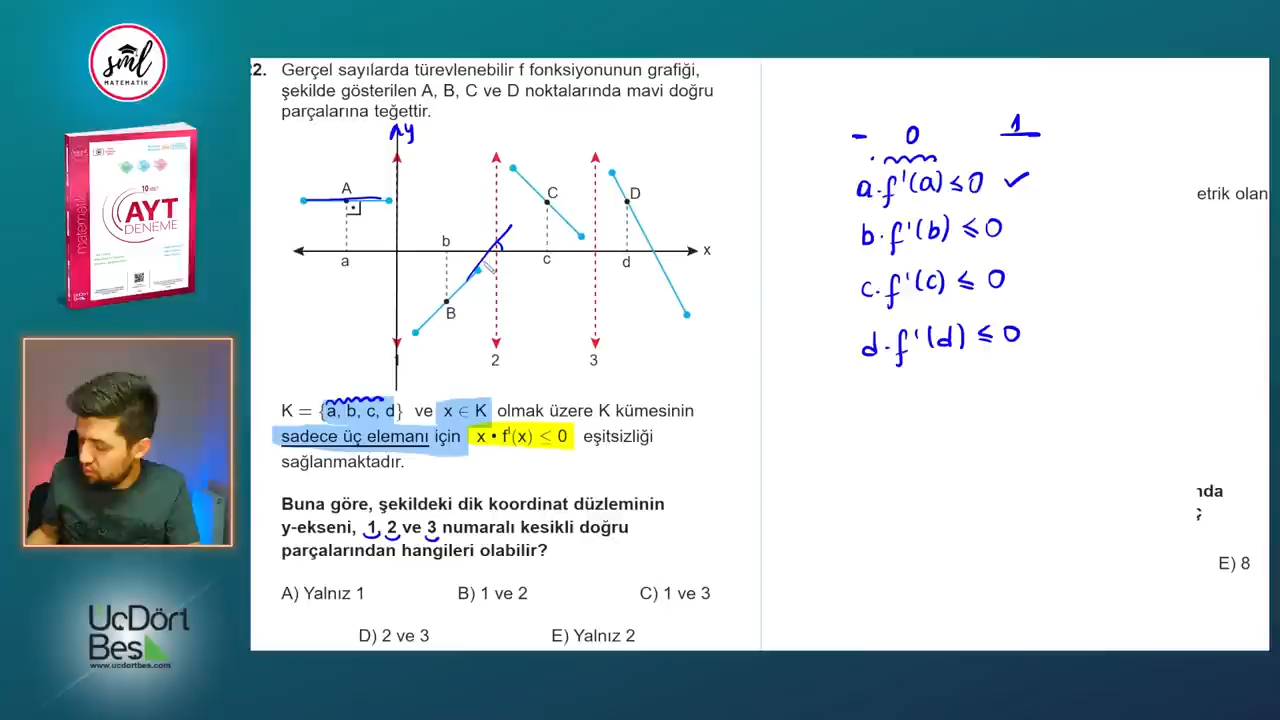 sml
MATEMATİK
matematik
10 ADET
AYT
DENEME
ÜçDört
Beş
www.ucdortbes.com
2. Gerçel sayılarda türevlenebilir f fonksiyonunun grafiği,
şekilde gösterilen A, B, C ve D noktalarında mavi doğru
parçalarına teğettir.
y
A
C
D
b
x
a
c
d
B
1
2
3
K = {a, b, c, d} ve x ∈ K olmak üzere K kümesinin
sadece üç elemanı için x • f'(x) ≤ 0 eşitsizliği
sağlanmaktadır.
Buna göre, şekildeki dik koordinat düzleminin
y-ekseni, 1, 2 ve 3 numaralı kesikli doğru
parçalarından hangileri olabilir?
A) Yalnız 1 B) 1 ve 2 C) 1 ve 3
D) 2 ve 3 E) Yalnız 2
- 0 1
a·f'(a) ≤ 0 ✓
b·f'(b) ≤ 0
c·f'(c) ≤ 0
d·f'(d) ≤ 0
etrik olan
nda
E) 8